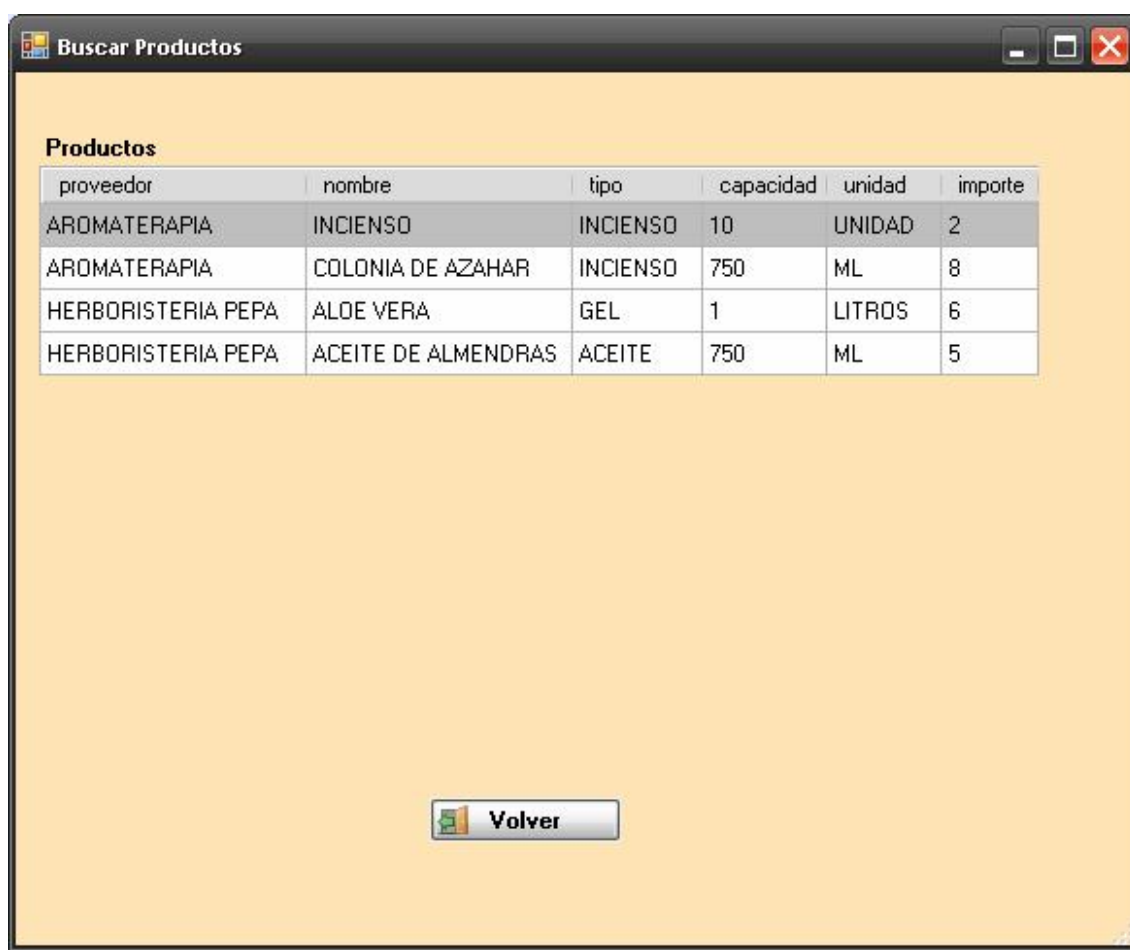 Buscar Productos
Productos
proveedor nombre tipo capacidad unidad importe
AROMATERAPIA INCIENSO INCIENSO 10 UNIDAD 2
AROMATERAPIA COLONIA DE AZAHAR INCIENSO 750 ML 8
HERBORISTERIA PEPA ALOE VERA GEL 1 LITROS 6
HERBORISTERIA PEPA ACEITE DE ALMENDRAS ACEITE 750 ML 5
Volver